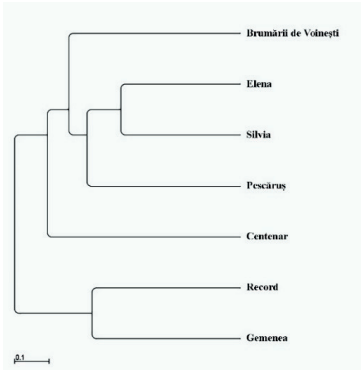 Brumării de Voinești
Elena
Silvia
Pescăruș
Centenar
Record
Gemenea
0.1